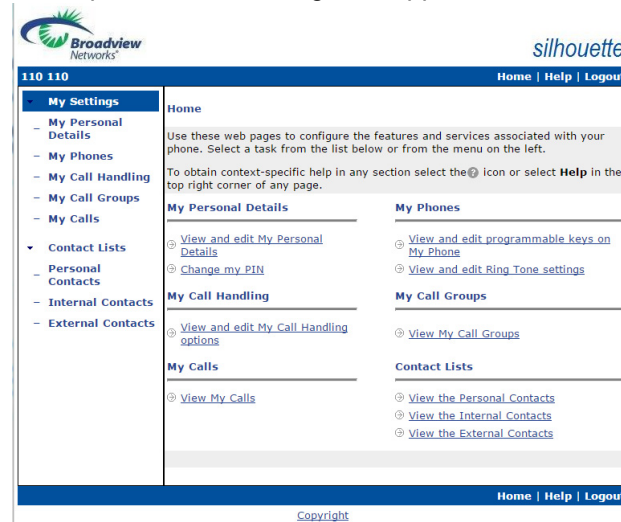 Broadview
Networks
silhouette
110 110
Home | Help | Logout
My Settings
– My Personal
Details
– My Phones
– My Call Handling
– My Call Groups
– My Calls
Contact Lists
– Personal
Contacts
– Internal Contacts
– External Contacts
Home
Use these web pages to configure the features and services associated with your
phone. Select a task from the list below or from the menu on the left.
To obtain context-specific help in any section select the ? icon or select Help in the
top right corner of any page.
My Personal Details
View and edit My Personal
Details
Change my PIN
My Phones
View and edit programmable keys on
My Phone
View and edit Ring Tone settings
My Call Handling
View and edit My Call Handling
options
My Call Groups
View My Call Groups
My Calls
View My Calls
Contact Lists
View the Personal Contacts
View the Internal Contacts
View the External Contacts
Home | Help | Logout
Copyright